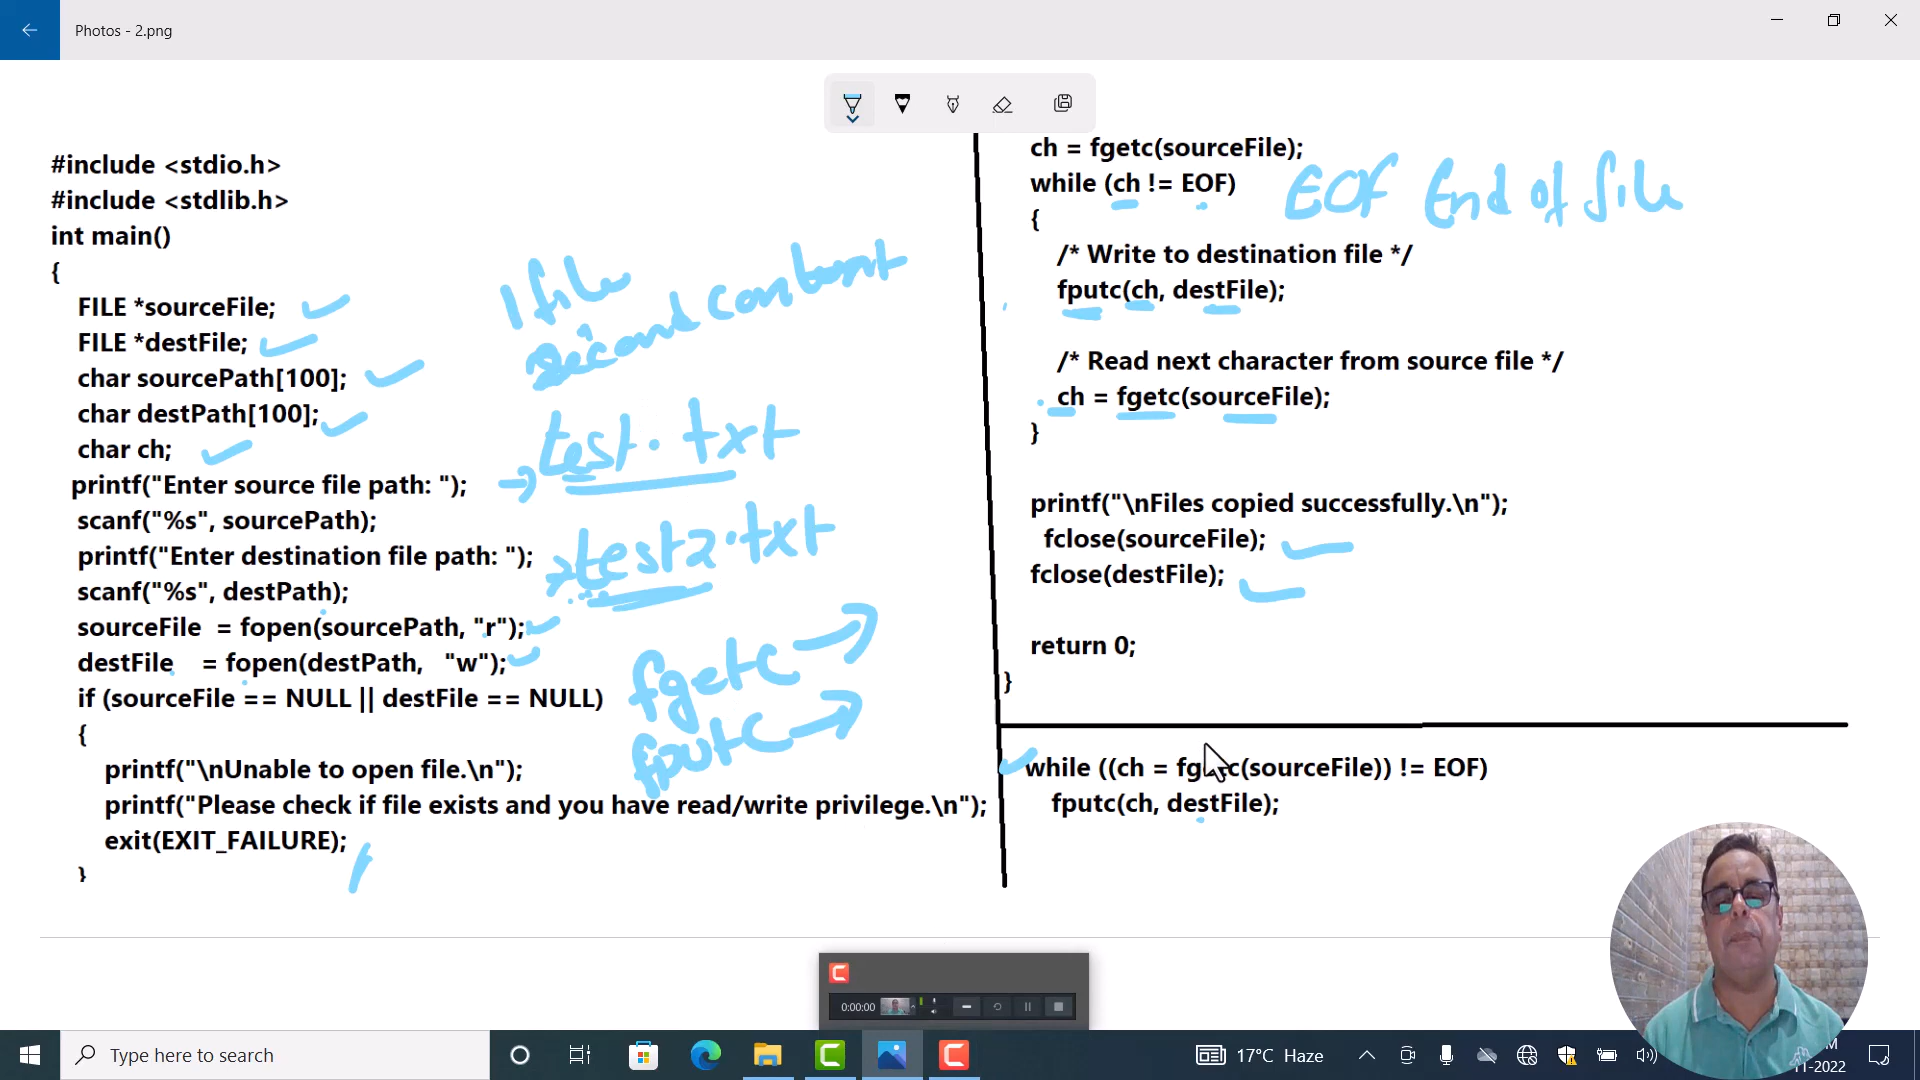 Photos - 2.png
#include <stdio.h>
#include <stdlib.h>
int main()
{
FILE *sourceFile;
FILE *destFile;
char sourcePath[100];
char destPath[100];
char ch;
printf("Enter source file path: ");
scanf("%s", sourcePath);
printf("Enter destination file path: ");
scanf("%s", destPath);
sourceFile = fopen(sourcePath, "r");
destFile = fopen(destPath, "w");
if (sourceFile == NULL || destFile == NULL)
{
printf("\nUnable to open file.\n");
printf("Please check if file exists and you have read/write privilege.\n");
exit(EXIT_FAILURE);
}
1 file
second content
test.txt
test2.txt
fgetc
fputc
ch = fgetc(sourceFile);
while (ch != EOF)
{
EOF End of file
/* Write to destination file */
fputc(ch, destFile);
/* Read next character from source file */
ch = fgetc(sourceFile);
}
printf("\nFiles copied successfully.\n");
fclose(sourceFile);
fclose(destFile);
return 0;
}
while ((ch = fgetc(sourceFile)) != EOF)
fputc(ch, destFile);
0:00:00
Type here to search
17°C Haze